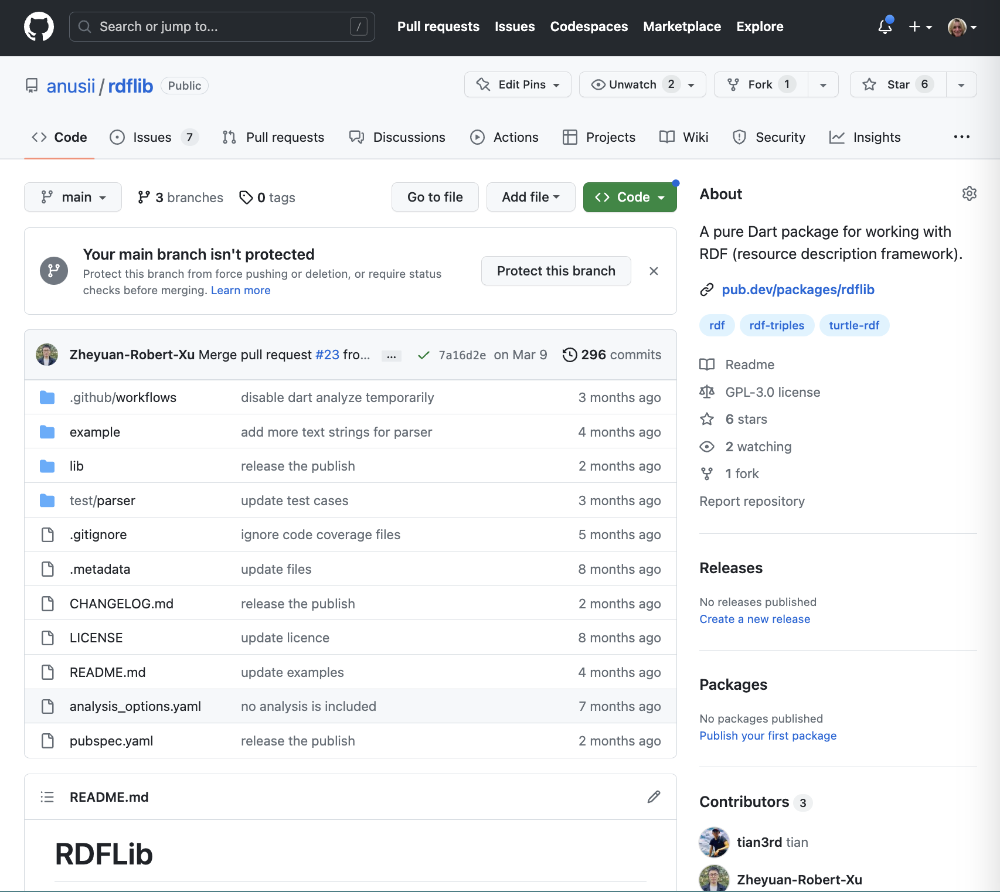 Search or jump to... /
Pull requests Issues Codespaces Marketplace Explore
anusii / rdflib Public
Edit Pins Unwatch 2 Fork 1 Star 6
Code Issues 7 Pull requests Discussions Actions Projects Wiki Security Insights ...
main 3 branches 0 tags Go to file Add file Code
Your main branch isn't protected
Protect this branch from force pushing or deletion, or require status
checks before merging. Learn more
Protect this branch
Zheyuan-Robert-Xu Merge pull request #23 fro... ... 7a16d2e on Mar 9 296 commits
.github/workflows disable dart analyze temporarily 3 months ago
example add more text strings for parser 4 months ago
lib release the publish 2 months ago
test/parser update test cases 3 months ago
.gitignore ignore code coverage files 5 months ago
.metadata update files 8 months ago
CHANGELOG.md release the publish 2 months ago
LICENSE update licence 8 months ago
README.md update examples 4 months ago
analysis_options.yaml no analysis is included 7 months ago
pubspec.yaml release the publish 2 months ago
README.md
RDFLib
About
A pure Dart package for working with
RDF (resource description framework).
pub.dev/packages/rdflib
rdf rdf-triples turtle-rdf
Readme
GPL-3.0 license
6 stars
2 watching
1 fork
Report repository
Releases
No releases published
Create a new release
Packages
No packages published
Publish your first package
Contributors 3
tian3rd tian
Zheyuan-Robert-Xu